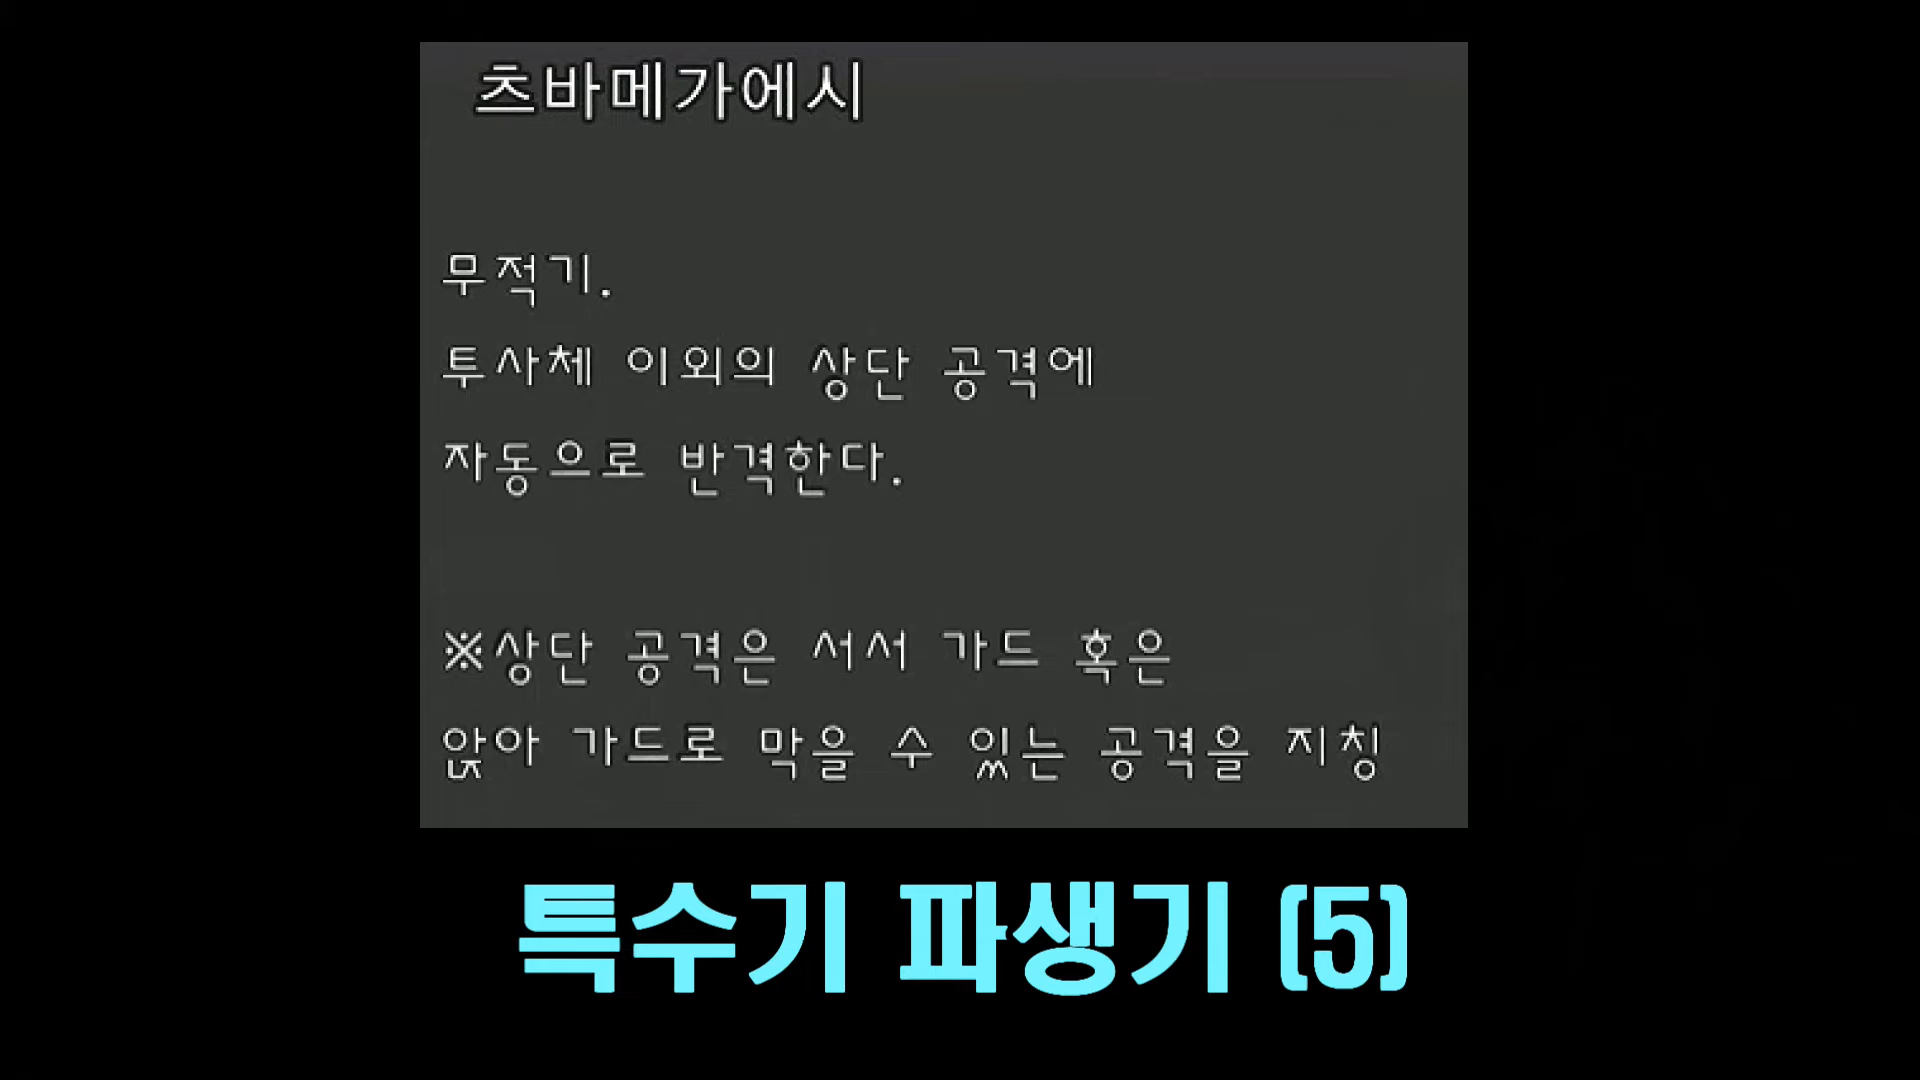 츠바메가에시
무적기.
투사체 이외의 상단 공격에
자동으로 반격한다.
※상단 공격은 서서 가드 혹은
앉아 가드로 막을 수 있는 공격을 지칭
특수기 파생기 (5)